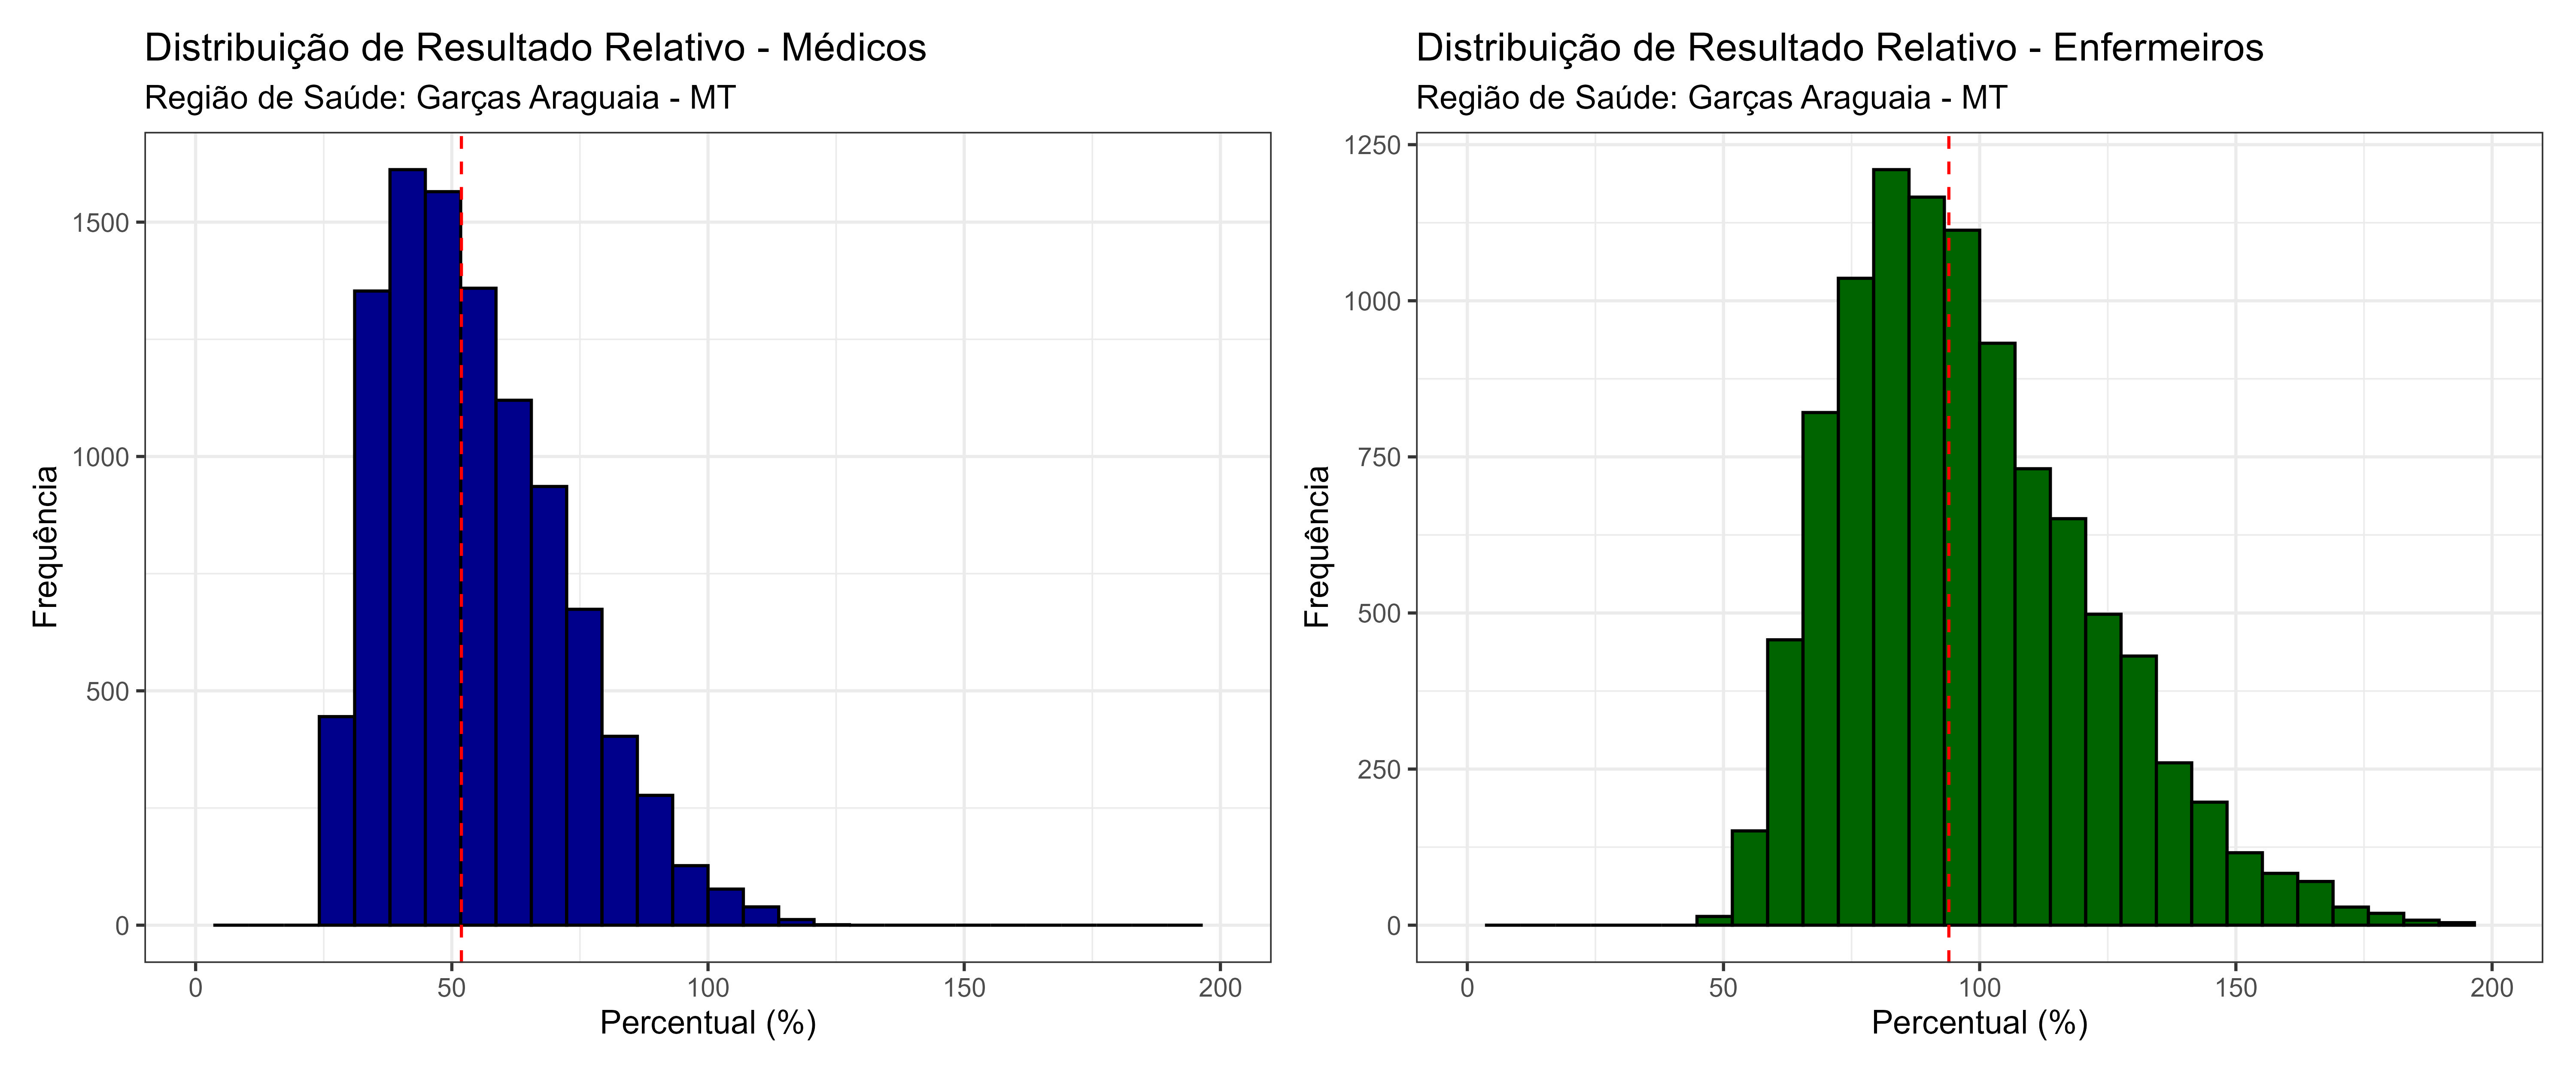 Distribuição de Resultado Relativo - Médicos
Região de Saúde: Garças Araguaia - MT
1500
1000
500
0
Frequência
0 50 100 150 200
Percentual (%)
Distribuição de Resultado Relativo - Enfermeiros
Região de Saúde: Garças Araguaia - MT
1250
1000
750
500
250
0
Frequência
0 50 100 150 200
Percentual (%)